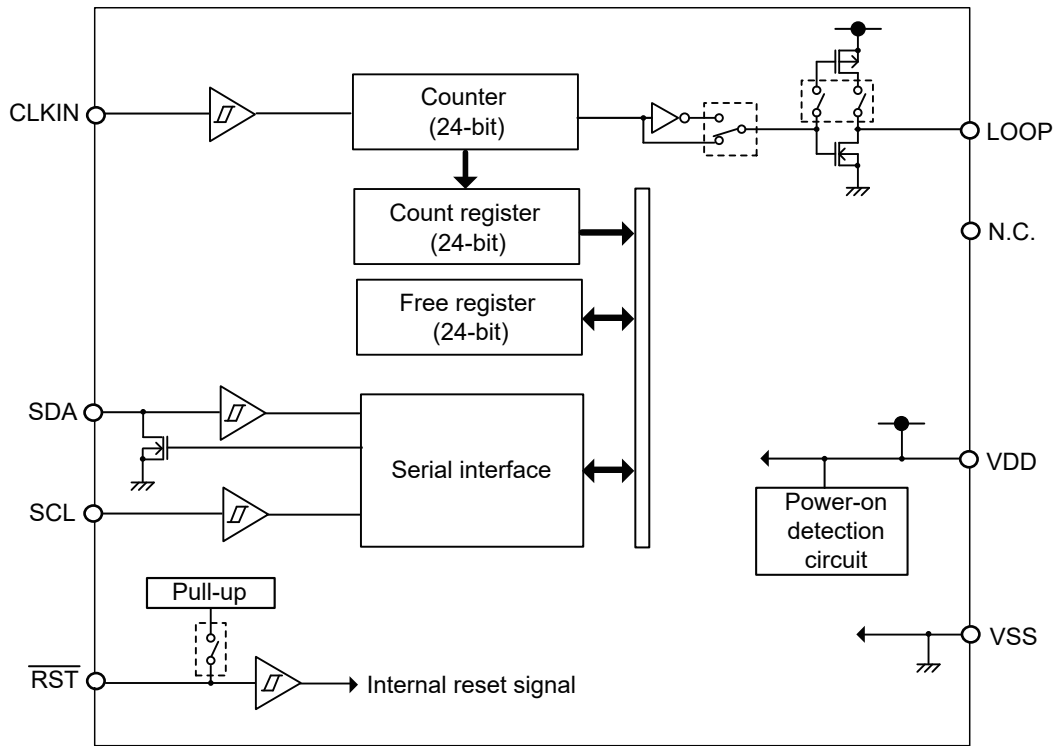 CLKIN
Counter
(24-bit)
LOOP
Count register
(24-bit)
N.C.
Free register
(24-bit)
SDA
Serial interface
VDD
SCL
Power-on
detection
circuit
Pull-up
VSS
RST
Internal reset signal